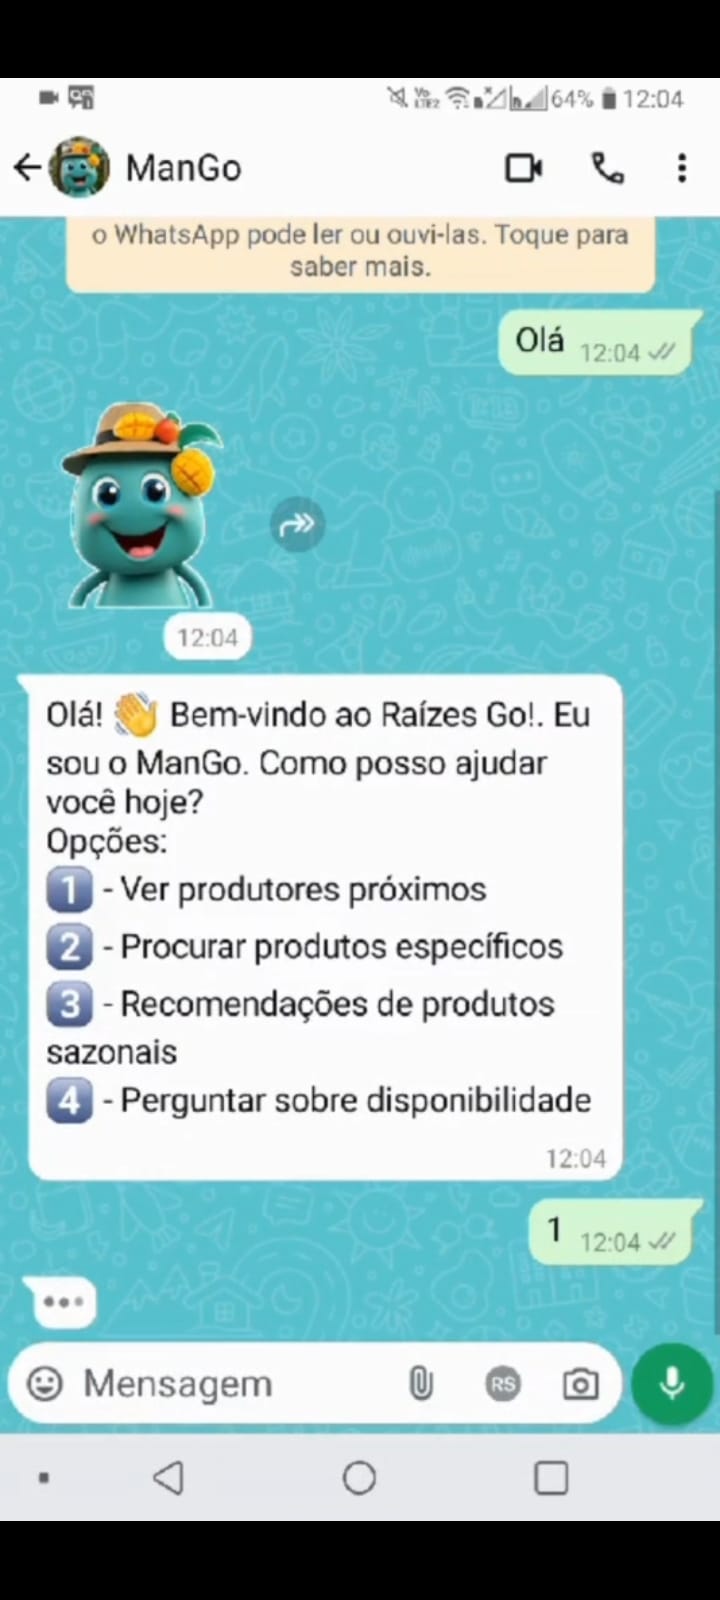 64% 12:04
ManGo
o WhatsApp pode ler ou ouvi-las. Toque para
saber mais.
Olá 12:04
12:04
Olá! 👋 Bem-vindo ao Raízes Go!. Eu
sou o ManGo. Como posso ajudar
você hoje?
Opções:
1 - Ver produtores próximos
2 - Procurar produtos específicos
3 - Recomendações de produtos
sazonais
4 - Perguntar sobre disponibilidade
12:04
1 12:04
Mensagem RS